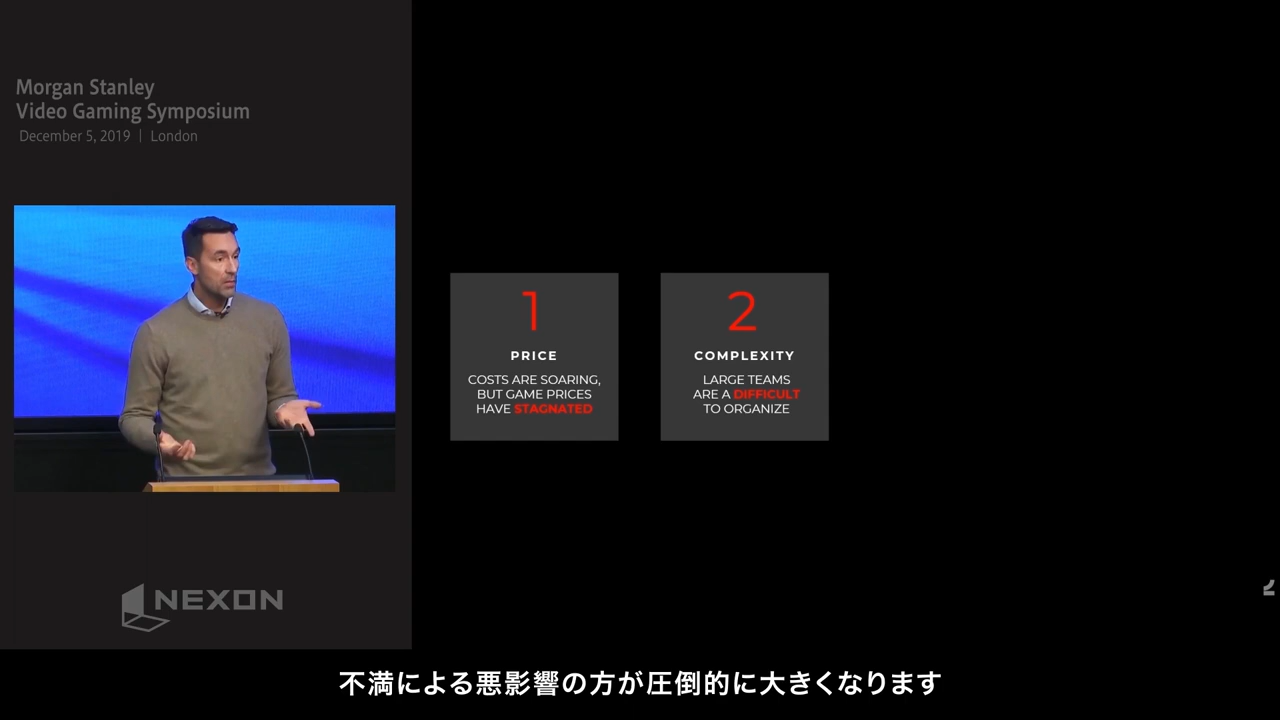 Morgan Stanley
Video Gaming Symposium
December 5, 2019 | London
1
PRICE
COSTS ARE SOARING,
BUT GAME PRICES
HAVE STAGNATED
2
COMPLEXITY
LARGE TEAMS
ARE A DIFFICULT
TO ORGANIZE
NEXON
不満による悪影響の方が圧倒的に大きくなります